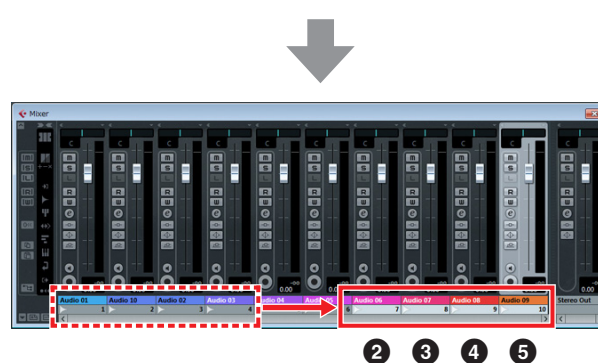 Mixer
C C C C C C C C C C
m m m m m m m m m m
S S S S S S S S S S
R R R R R R R R R R
W W W W W W W W W W
e e e e e e e e e e
0.00 0.00
Audio 01 Audio 10 Audio 02 Audio 03 Audio 04 Audio 05 Audio 06 Audio 07 Audio 08 Audio 09 Stereo Out
1 2 3 4 6 7 8 9 10
2 3 4 5